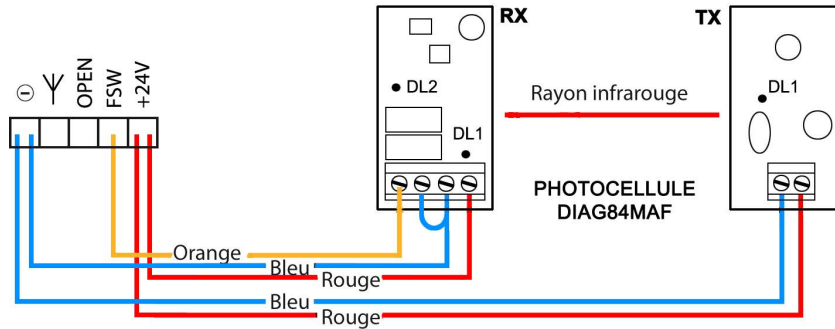 RX
TX
⊖
OPEN
FSW
+24V
DL2
DL1
Rayon infrarouge
DL1
PHOTOCELLULE
DIAG84MAF
Orange
Bleu
Rouge
Bleu
Rouge